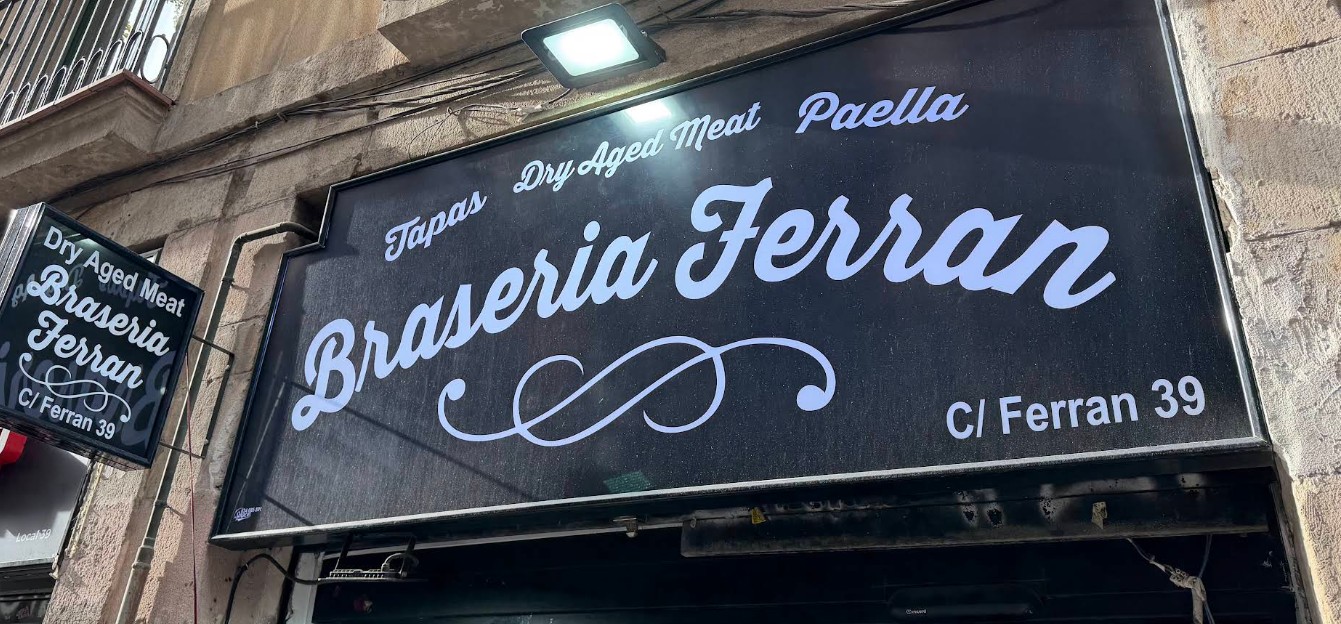 Tapas Dry Aged Meat Paella
Braseria Ferran
C/ Ferran 39
Dry Aged Meat
Braseria
Ferran
C/ Ferran 39
Local 39